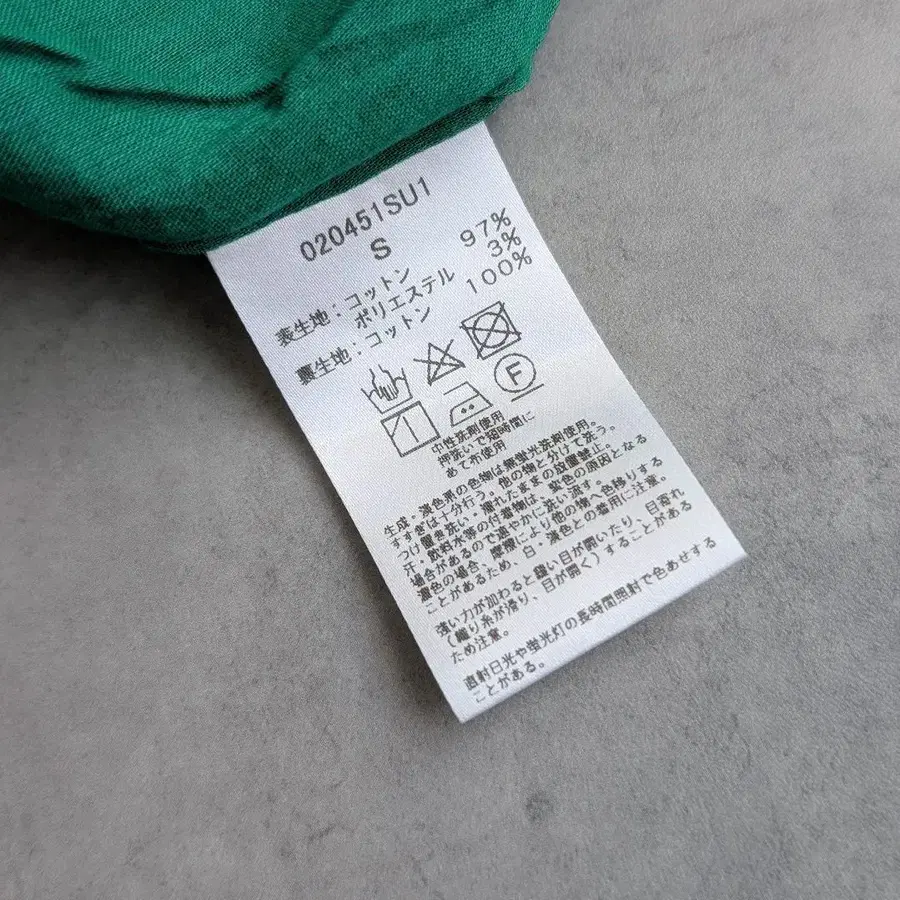 020451SU1
S
表生地：コットン 97%
ポリエステル 3%
裏生地：コットン 100%
F
中性洗剤使用
押洗いで短時間に
あて布使用
生成・淡色系の色物は無蛍光洗剤使用。
すすぎは十分行う。他の物と分けて洗う。
つけ置き洗い・濡れたままの放置禁止。
汗・飲料水等の付着物は、変色の原因となる
場合があるので速やかに洗い流す。
濃色の場合、摩擦により他の物へ色移りする
ことがあるため、白・淡色との着用に注意。
強い力が加わると縫い目が開いたり、目寄れ
(織り糸が滑り、目が開く)することがある
ため注意。
直射日光や蛍光灯の長時間照射で色あせする
ことがある。